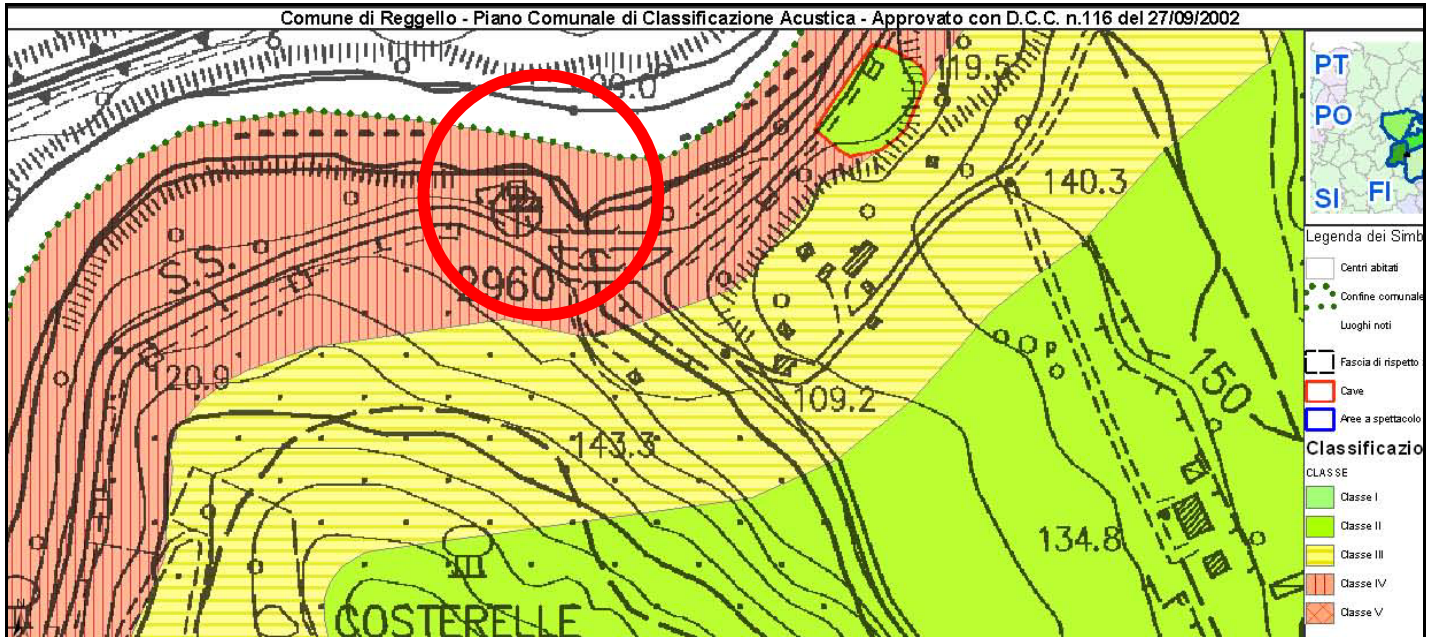 Comune di Reggello - Piano Comunale di Classificazione Acustica - Approvato con D.C.C. n.116 del 27/09/2002
119.5
140.3
S.S.
2960
20.9
109.2
143.3
150
134.8
COSTERELLE
P
PT
PO
SI
FI
Legenda dei Simb
Centri abitati
Confine comunale
Luoghi noti
Fascia di rispetto
Cave
Aree a spettacolo
Classificazio
CLASSE
Classe I
Classe II
Classe III
Classe IV
Classe V